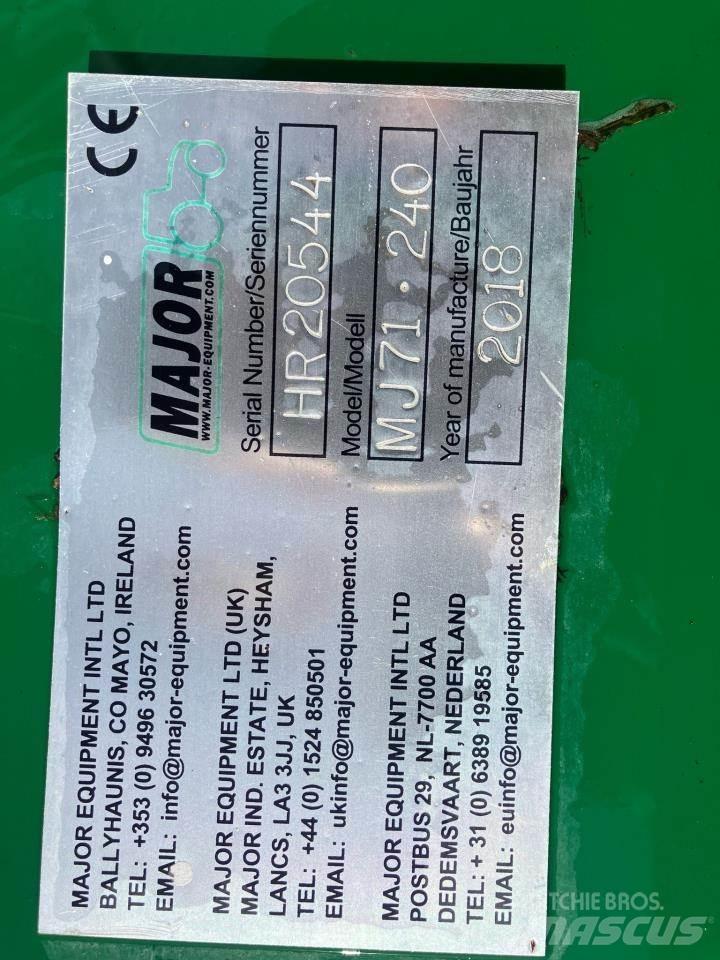 MAJOR EQUIPMENT INTL LTD
BALLYHAUNIS, CO MAYO, IRELAND
TEL: +353 (0) 9496 30572
EMAIL: info@major-equipment.com
MAJOR EQUIPMENT LTD (UK)
MAJOR IND. ESTATE, HEYSHAM,
LANCS, LA3 3JJ, UK
TEL: +44 (0) 1524 850501
EMAIL: ukinfo@major-equipment.com
MAJOR EQUIPMENT INTL LTD
POSTBUS 29, NL-7700 AA
DEDEMSVAART, NEDERLAND
TEL: + 31 (0) 6389 19585
EMAIL: euinfo@major-equipment.com
CE
MAJOR
WWW.MAJOR-EQUIPMENT.COM
Serial Number/Seriennummer
HR20544
Model/Modell
MJ71·240
Year of manufacture/Baujahr
2018
RITCHIE BROS.
MASCUS